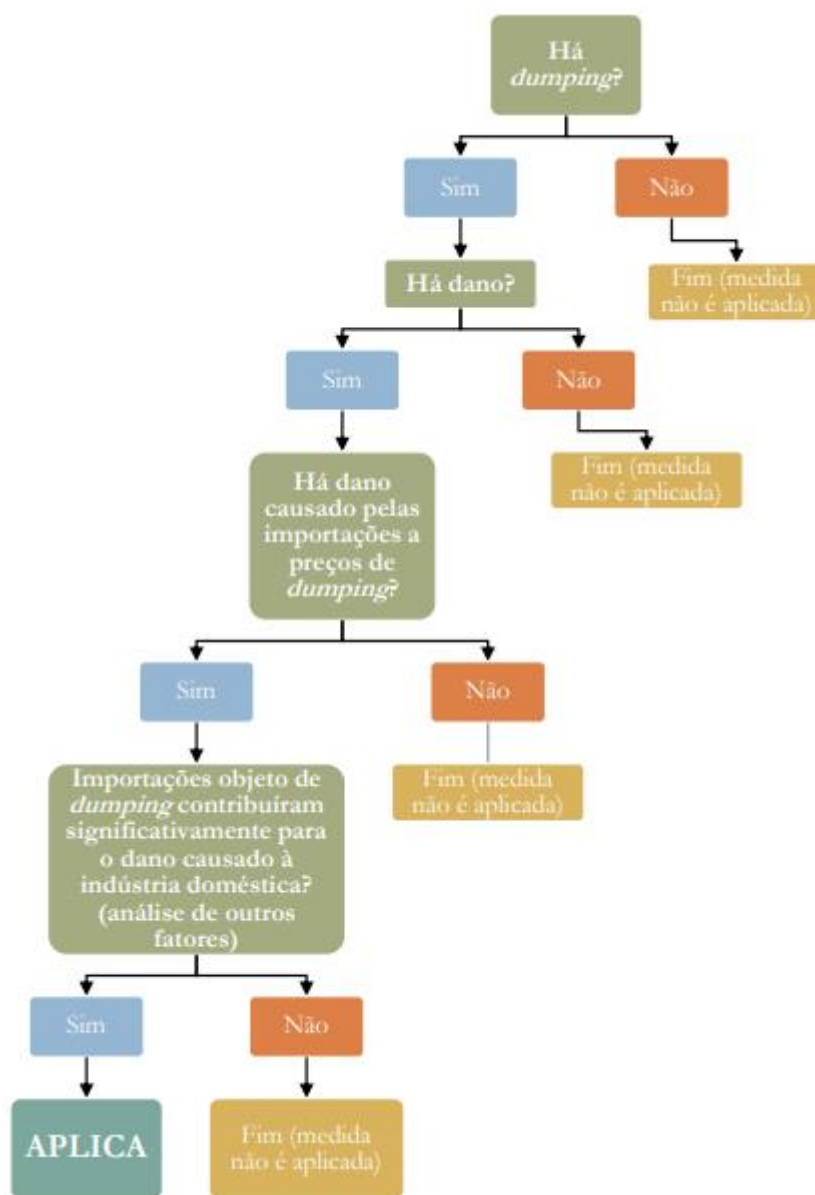 Há
dumping?
Sim
Não
Há dano?
Fim (medida
não é aplicada)
Sim
Não
Há dano
causado pelas
importações a
preços de
dumping?
Fim (medida
não é aplicada)
Sim
Não
Importações objeto de
dumping contribuíram
significativamente para
o dano causado à
indústria doméstica?
(análise de outros
fatores)
Fim (medida
não é aplicada)
Sim
Não
APLICA
Fim (medida
não é aplicada)